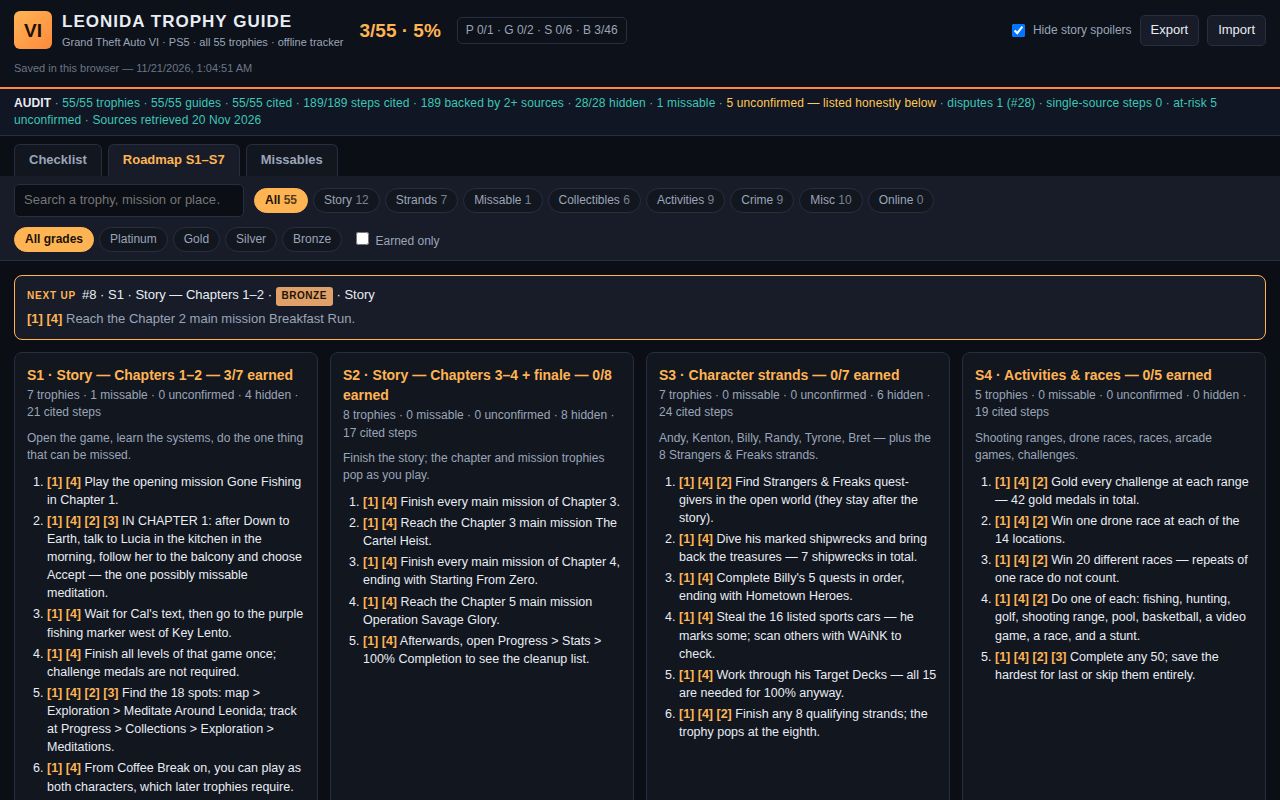 VI
LEONIDA TROPHY GUIDE
Grand Theft Auto VI · PS5 · all 55 trophies · offline tracker
3/55 · 5%
P 0/1 · G 0/2 · S 0/6 · B 3/46
Hide story spoilers
Export
Import
Saved in this browser — 11/21/2026, 1:04:51 AM
AUDIT · 55/55 trophies · 55/55 guides · 55/55 cited · 189/189 steps cited · 189 backed by 2+ sources · 28/28 hidden · 1 missable · 5 unconfirmed — listed honestly below · disputes 1 (#28) · single-source steps 0 · at-risk 5
unconfirmed · Sources retrieved 20 Nov 2026
Checklist
Roadmap S1–S7
Missables
Search a trophy, mission or place.
All 55
Story 12
Strands 7
Missable 1
Collectibles 6
Activities 9
Crime 9
Misc 10
Online 0
All grades
Platinum
Gold
Silver
Bronze
Earned only
NEXT UP #8 · S1 · Story — Chapters 1–2 · BRONZE · Story
[1] [4] Reach the Chapter 2 main mission Breakfast Run.
S1 · Story — Chapters 1–2 — 3/7 earned
7 trophies · 1 missable · 0 unconfirmed · 4 hidden ·
21 cited steps
Open the game, learn the systems, do the one thing
that can be missed.
1. [1] [4] Play the opening mission Gone Fishing
in Chapter 1.
2. [1] [4] [2] [3] IN CHAPTER 1: after Down to
Earth, talk to Lucia in the kitchen in the
morning, follow her to the balcony and choose
Accept — the one possibly missable
meditation.
3. [1] [4] Wait for Cal's text, then go to the purple
fishing marker west of Key Lento.
4. [1] [4] Finish all levels of that game once;
challenge medals are not required.
5. [1] [4] [2] [3] Find the 18 spots: map >
Exploration > Meditate Around Leonida; track
at Progress > Collections > Exploration >
Meditations.
6. [1] [4] From Coffee Break on, you can play as
both characters, which later trophies require.
S2 · Story — Chapters 3–4 + finale — 0/8
earned
8 trophies · 0 missable · 0 unconfirmed · 8 hidden ·
17 cited steps
Finish the story; the chapter and mission trophies
pop as you play.
1. [1] [4] Finish every main mission of Chapter 3.
2. [1] [4] Reach the Chapter 3 main mission The
Cartel Heist.
3. [1] [4] Finish every main mission of Chapter 4,
ending with Starting From Zero.
4. [1] [4] Reach the Chapter 5 main mission
Operation Savage Glory.
5. [1] [4] Afterwards, open Progress > Stats >
100% Completion to see the cleanup list.
S3 · Character strands — 0/7 earned
7 trophies · 0 missable · 0 unconfirmed · 6 hidden ·
24 cited steps
Andy, Kenton, Billy, Randy, Tyrone, Bret — plus the
8 Strangers & Freaks strands.
1. [1] [4] [2] Find Strangers & Freaks quest-
givers in the open world (they stay after the
story).
2. [1] [4] Dive his marked shipwrecks and bring
back the treasures — 7 shipwrecks in total.
3. [1] [4] Complete Billy's 5 quests in order,
ending with Hometown Heroes.
4. [1] [4] Steal the 16 listed sports cars — he
marks some; scan others with WAiNK to
check.
5. [1] [4] Work through his Target Decks — all 15
are needed for 100% anyway.
6. [1] [4] [2] Finish any 8 qualifying strands; the
trophy pops at the eighth.
S4 · Activities & races — 0/5 earned
5 trophies · 0 missable · 0 unconfirmed · 0 hidden ·
19 cited steps
Shooting ranges, drone races, races, arcade
games, challenges.
1. [1] [4] [2] Gold every challenge at each range
— 42 gold medals in total.
2. [1] [4] [2] Win one drone race at each of the
14 locations.
3. [1] [4] [2] Win 20 different races — repeats of
one race do not count.
4. [1] [4] [2] Do one of each: fishing, hunting,
golf, shooting range, pool, basketball, a video
game, a race, and a stunt.
5. [1] [4] [2] [3] Complete any 50; save the
hardest for last or skip them entirely.